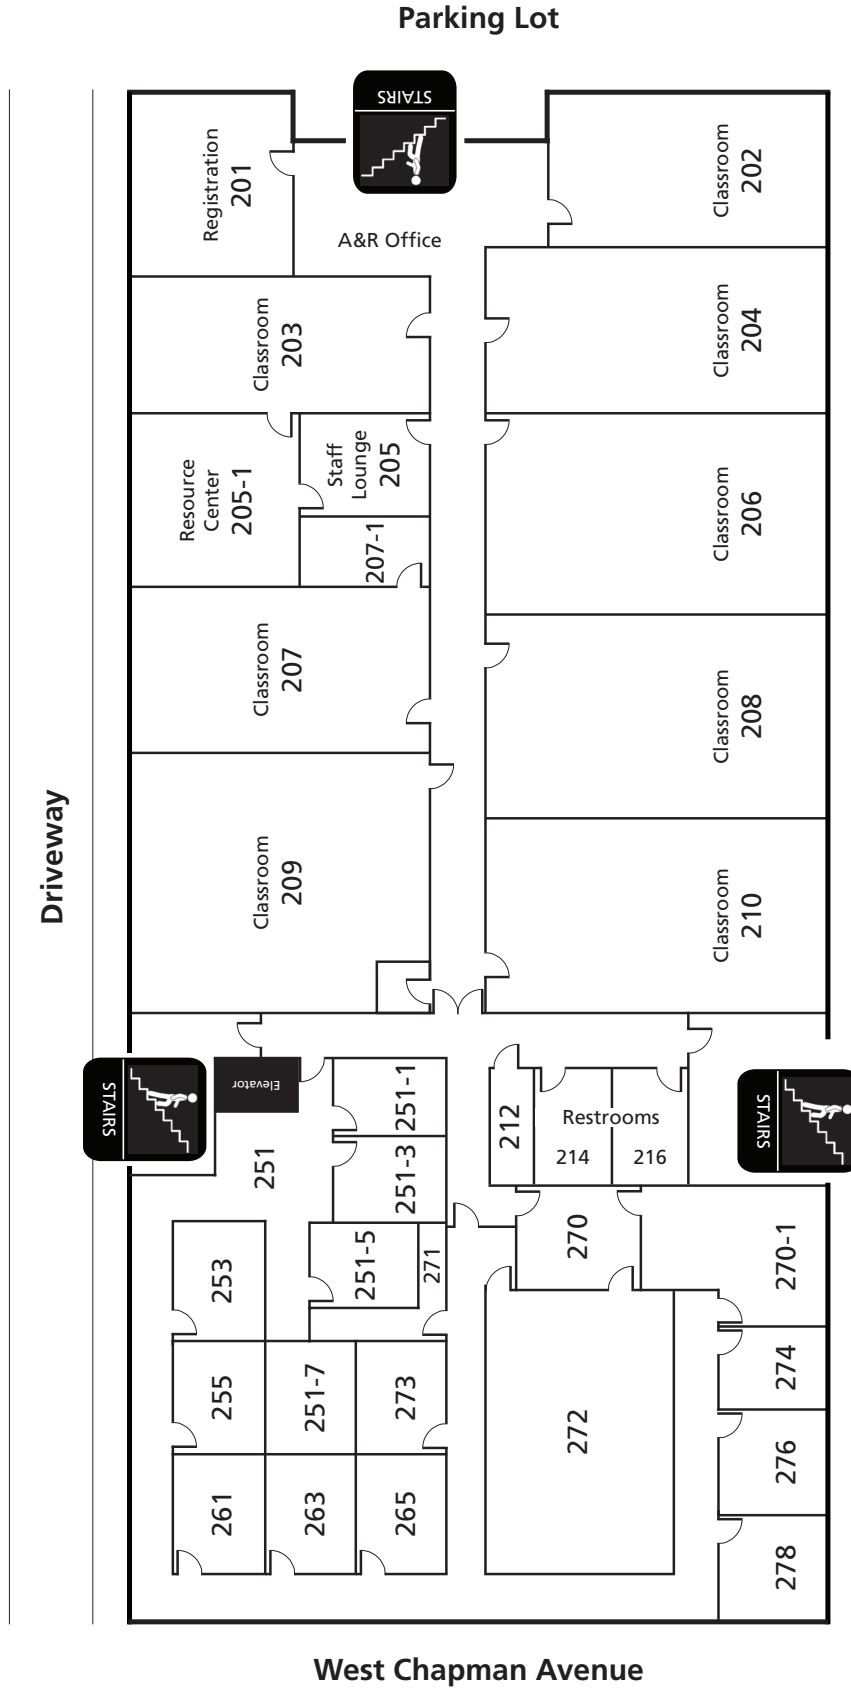 Parking Lot
STAIRS
Registration
201
Classroom
202
A&R Office
Classroom
203
Classroom
204
Resource
Center
205-1
Staff
Lounge
205
Classroom
206
207-1
Classroom
207
Classroom
208
Driveway
Classroom
209
Classroom
210
STAIRS
Elevator
251-1
212
Restrooms
214
216
STAIRS
251
251-3
253
251-5
271
270
270-1
255
251-7
273
272
274
276
261
263
265
278
West Chapman Avenue